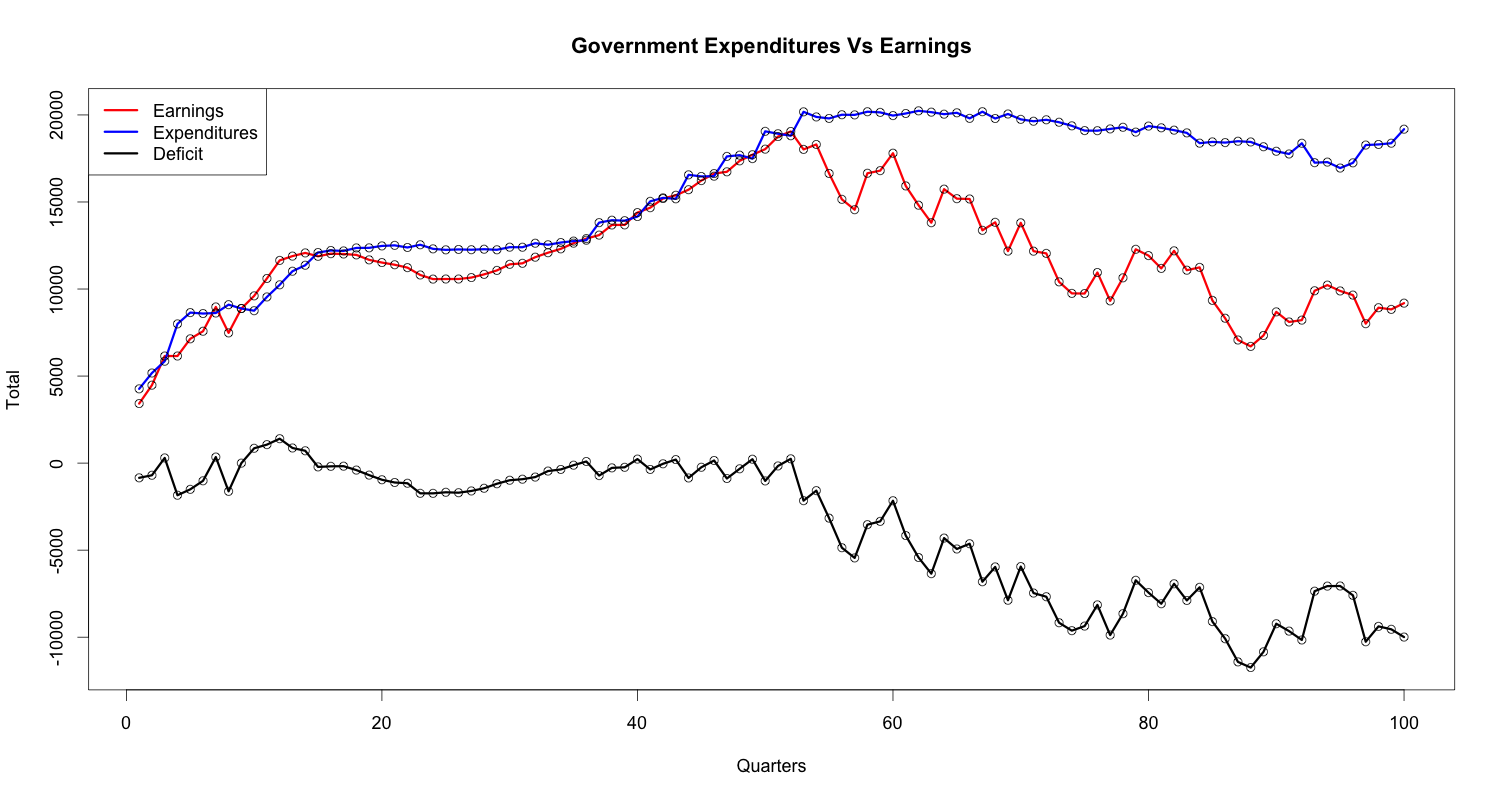 Government Expenditures Vs Earnings
Earnings
Expenditures
Deficit
Total
20000
15000
10000
5000
0
-5000
-10000
0 20 40 60 80 100
Quarters